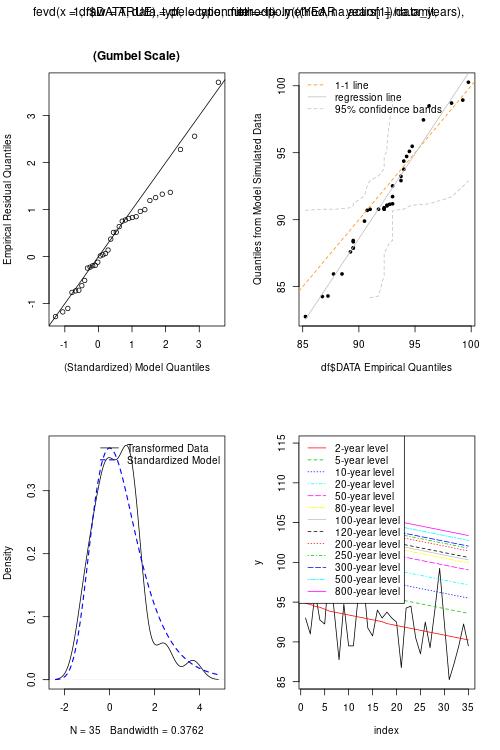 (Gumbel Scale)
Empirical Residual Quantiles
3
2
1
0
-1
-1 0 1 2 3
(Standardized) Model Quantiles
Quantiles from Model Simulated Data
100
95
90
85
1-1 line
regression line
95% confidence bands
85 90 95 100
df$DATA Empirical Quantiles
Density
0.3
0.2
0.1
0.0
Transformed Data
Standardized Model
-2 0 2 4
N = 35 Bandwidth = 0.3762
y
115
110
105
100
95
90
85
2-year level
5-year level
10-year level
20-year level
50-year level
80-year level
100-year level
120-year level
200-year level
250-year level
300-year level
500-year level
800-year level
0 5 10 15 20 25 30 35
index